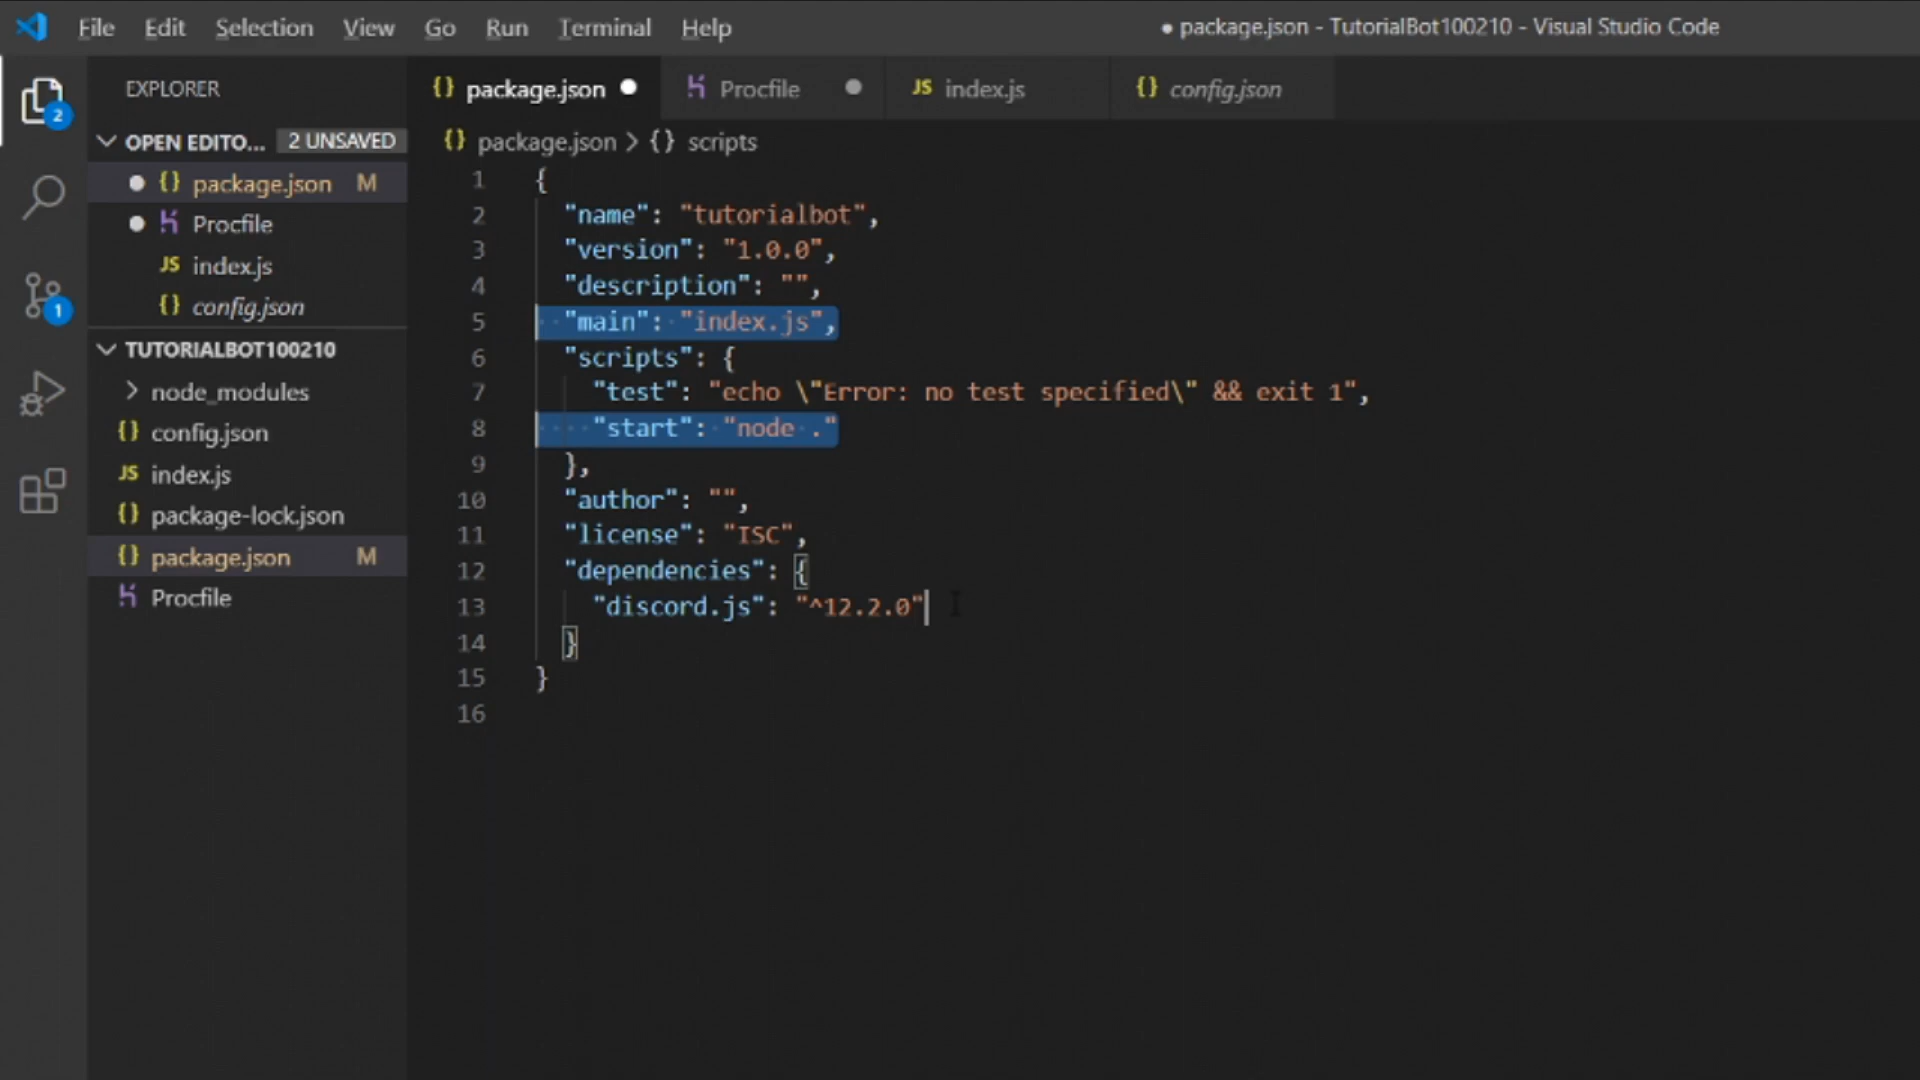 File Edit Selection View Go Run Terminal Help
● package.json - TutorialBot100210 - Visual Studio Code
EXPLORER
{} package.json ●
Procfile ●
JS index.js
{} config.json
2
OPEN EDITO... 2 UNSAVED
● {} package.json M
● Procfile
JS index.js
{} config.json
1
TUTORIALBOT100210
> node_modules
{} config.json
JS index.js
{} package-lock.json
{} package.json M
Procfile
{} package.json > {} scripts
1 {
2 "name": "tutorialbot",
3 "version": "1.0.0",
4 "description": "",
5 "main": "index.js",
6 "scripts": {
7 "test": "echo \"Error: no test specified\" && exit 1",
8 "start": "node ."
9 },
10 "author": "",
11 "license": "ISC",
12 "dependencies": {
13 "discord.js": "^12.2.0"
14 }
15 }
16